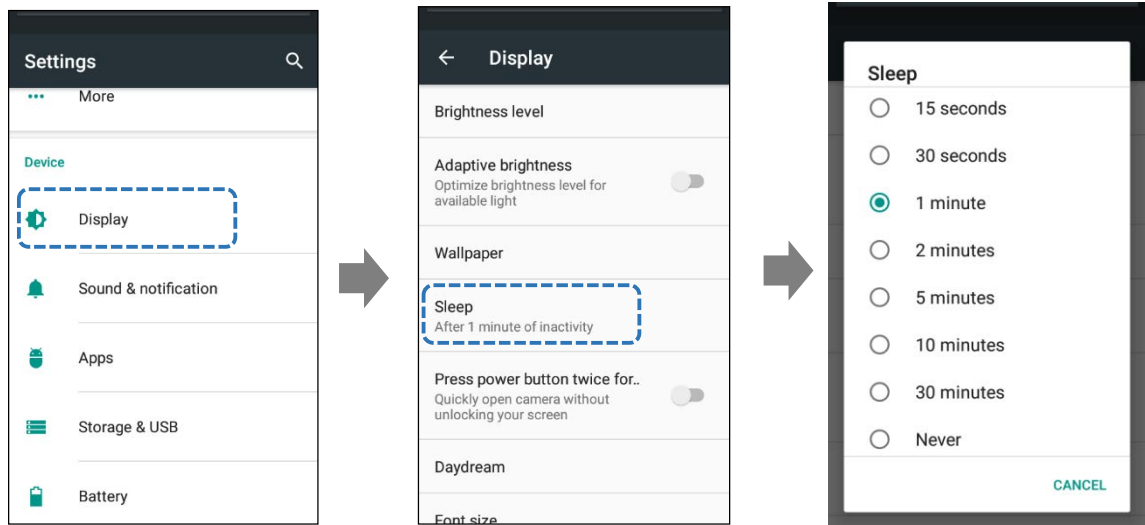 Settings
More
Device
Display
Sound & notification
Apps
Storage & USB
Battery
Display
Brightness level
Adaptive brightness
Optimize brightness level for
available light
Wallpaper
Sleep
After 1 minute of inactivity
Press power button twice for..
Quickly open camera without
unlocking your screen
Daydream
Font size
Sleep
15 seconds
30 seconds
1 minute
2 minutes
5 minutes
10 minutes
30 minutes
Never
CANCEL